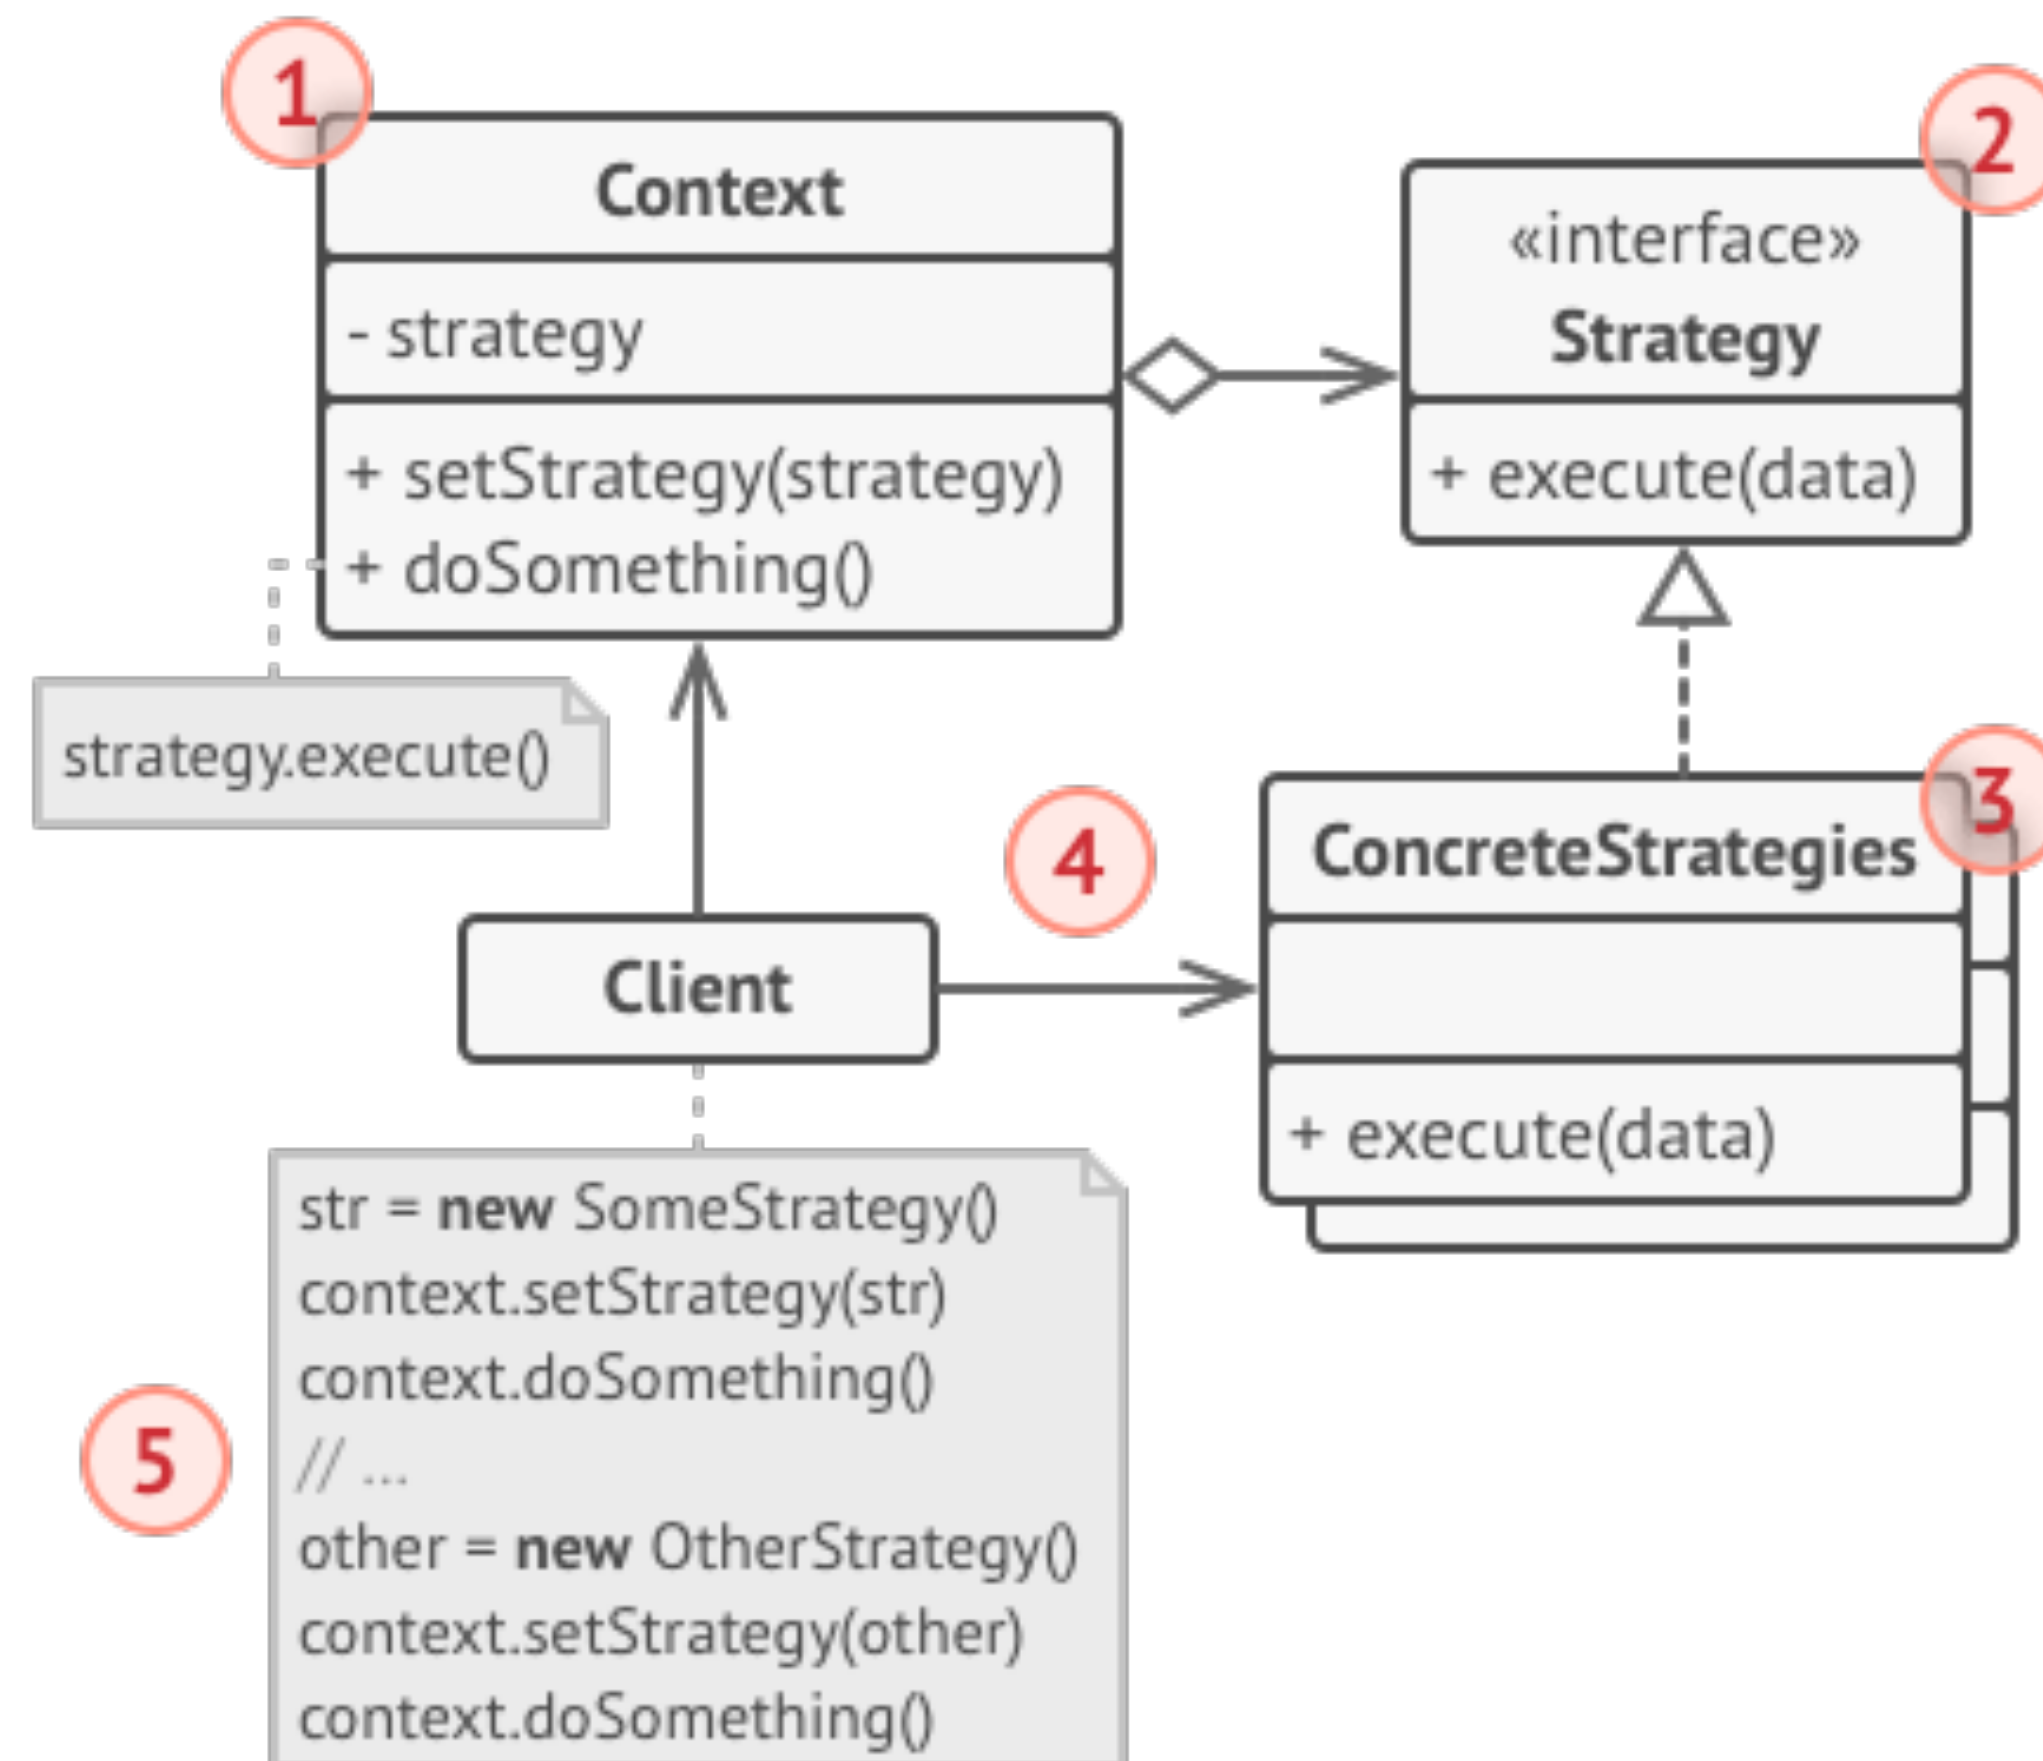 1
Context
- strategy
+ setStrategy(strategy)
+ doSomething()
2
«interface»
Strategy
+ execute(data)
strategy.execute()
3
ConcreteStrategies
+ execute(data)
4
Client
5
str = new SomeStrategy()
context.setStrategy(str)
context.doSomething()
// ...
other = new OtherStrategy()
context.setStrategy(other)
context.doSomething()